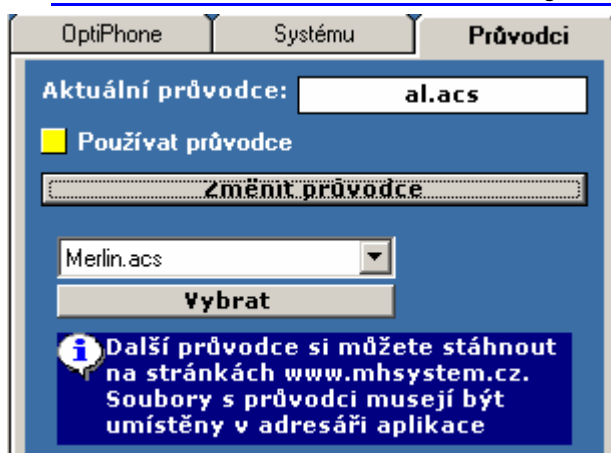 OptiPhone Systému Průvodci
Aktuální průvodce: al.acs
Používat průvodce
Změnit průvodce
Merlin.acs
Vybrat
Další průvodce si můžete stáhnout
na stránkách www.mhsystem.cz.
Soubory s průvodci musejí být
umístěny v adresáři aplikace